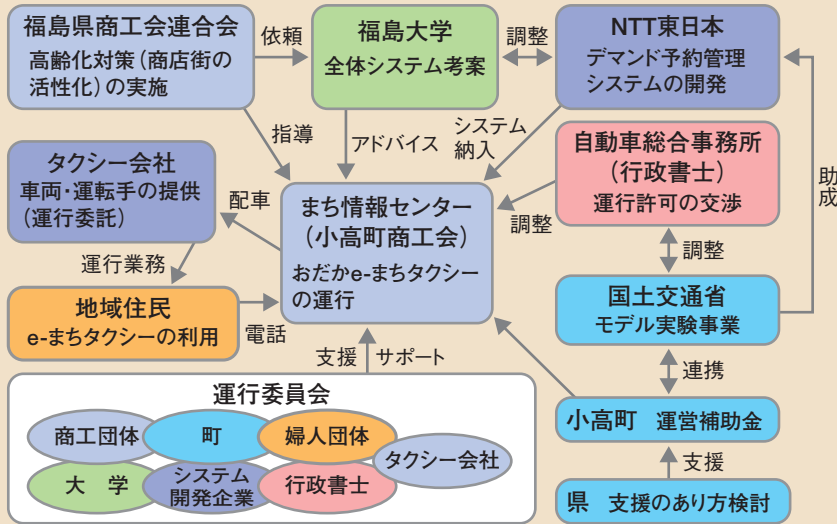 福島県商工会連合会
高齢化対策(商店街の
活性化)の実施
依頼
福島大学
全体システム考案
調整
NTT東日本
デマンド予約管理
システムの開発
指導
アドバイス
システム
納入
自動車総合事務所
(行政書士)
運行許可の交渉
助成
タクシー会社
車両・運転手の提供
(運行委託)
配車
まち情報センター
(小高町商工会)
おだかe-まちタクシー
の運行
調整
調整
運行業務
地域住民
e-まちタクシーの利用
電話
国土交通省
モデル実験事業
支援
サポート
連携
運行委員会
商工団体
町
婦人団体
タクシー会社
大 学
システム
開発企業
行政書士
小高町 運営補助金
支援
県 支援のあり方検討